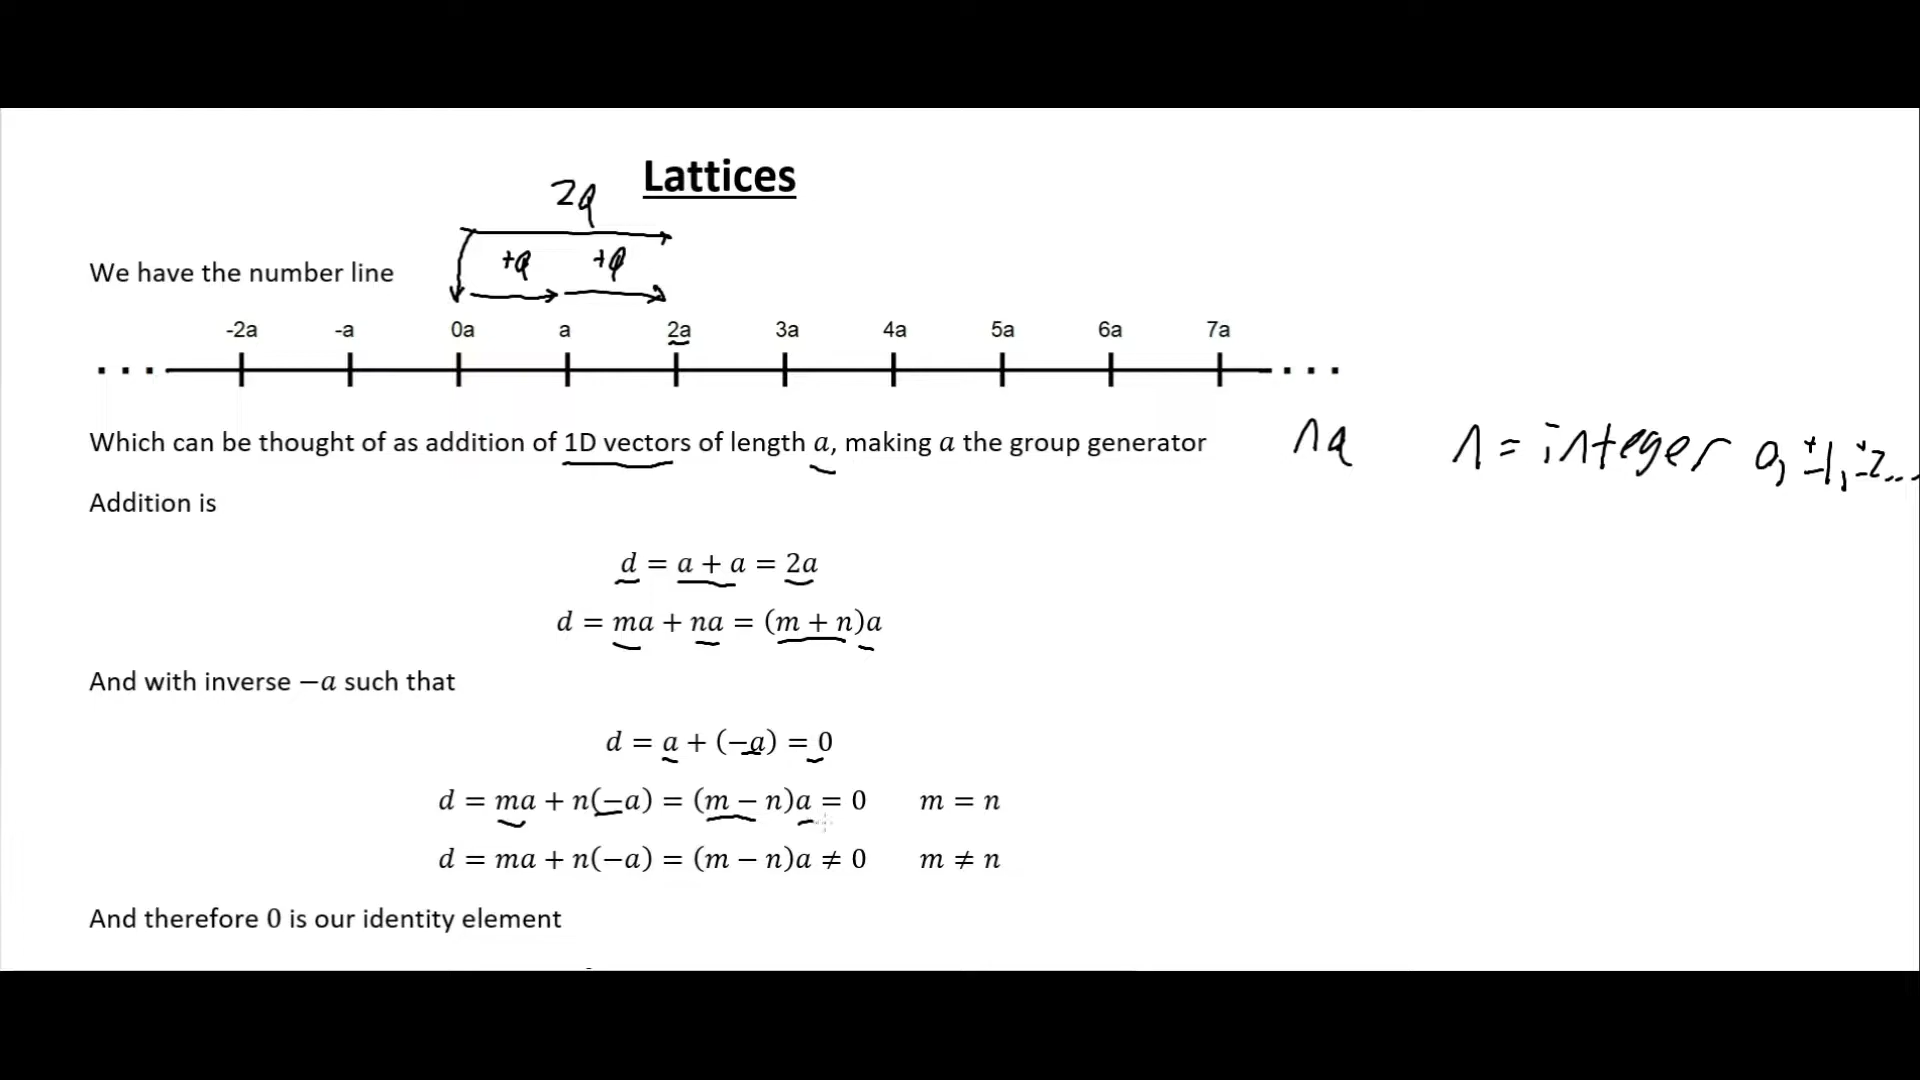 Lattices
2a
We have the number line
+a +a
-2a -a 0a a 2a 3a 4a 5a 6a 7a
Which can be thought of as addition of 1D vectors of length a, making a the group generator
na n = integer 0, ±1, ±2...
Addition is
d = a + a = 2a
d = ma + na = (m + n)a
And with inverse −a such that
d = a + (−a) = 0
d = ma + n(−a) = (m − n)a = 0 m = n
d = ma + n(−a) = (m − n)a ≠ 0 m ≠ n
And therefore 0 is our identity element